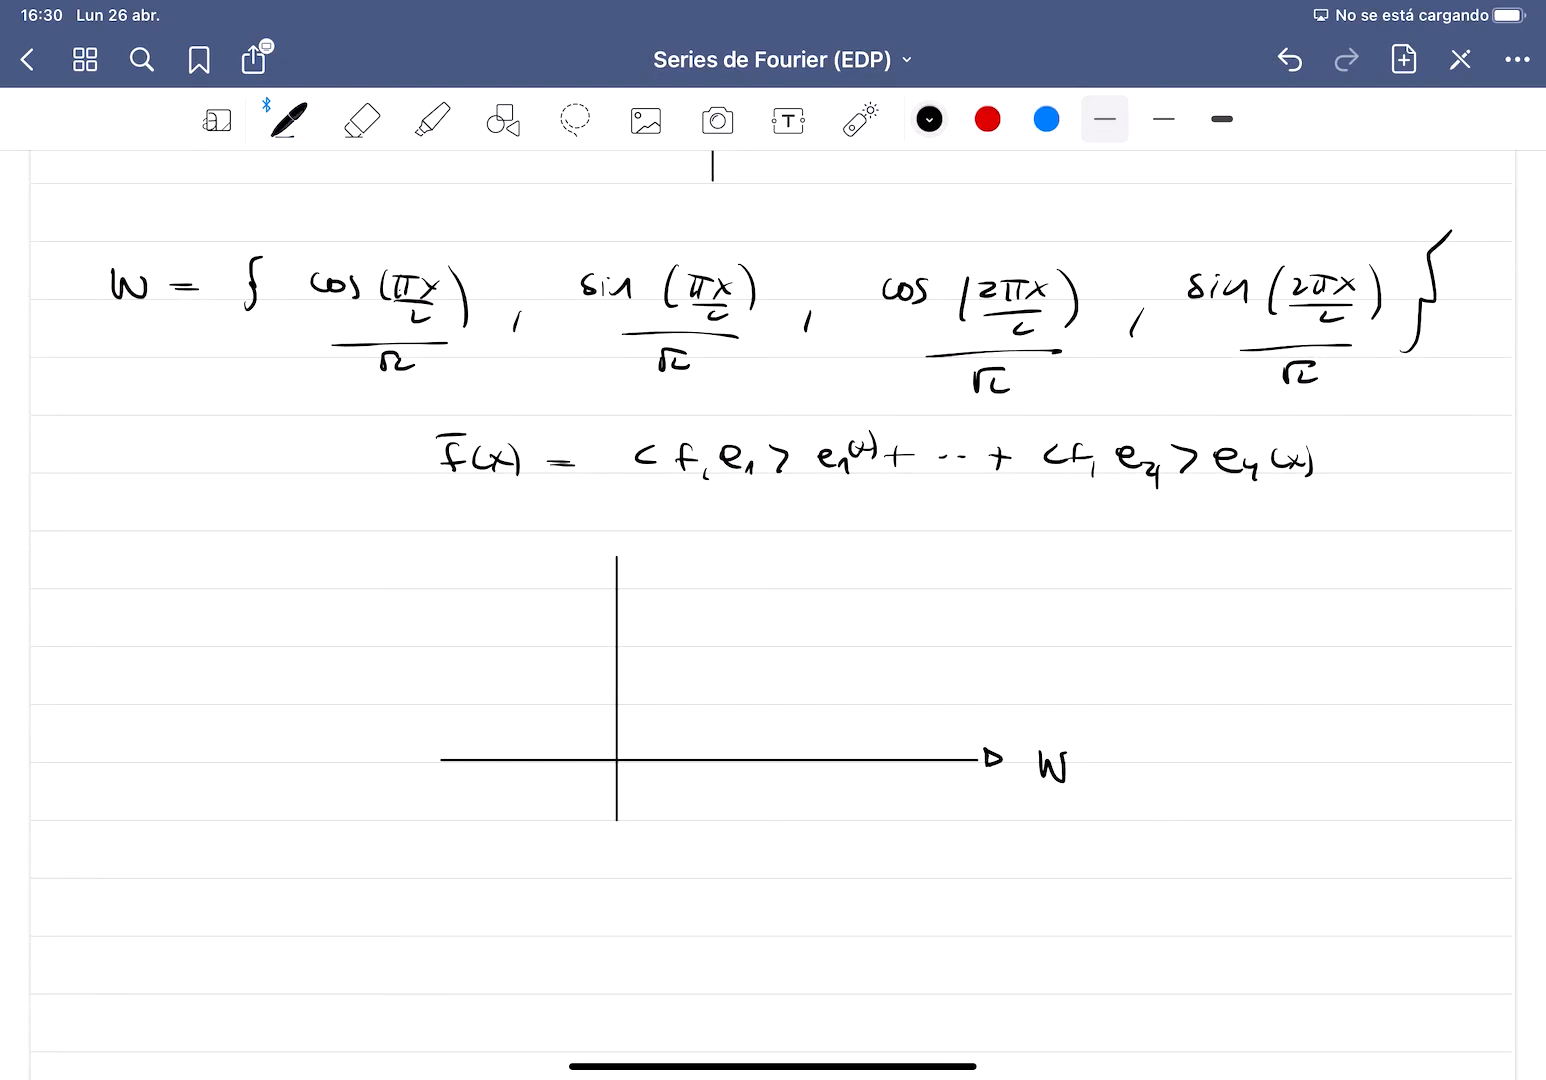 16:30 Lun 26 abr. No se está cargando
Series de Fourier (EDP)
W = { cos(πx/L)/√L , sin(πx/L)/√L , cos(2πx/L)/√L , sin(2πx/L)/√L }
f̄(x) = <f, e₁> e₁(x) + ·· + <f, e₄> e₄(x)
W